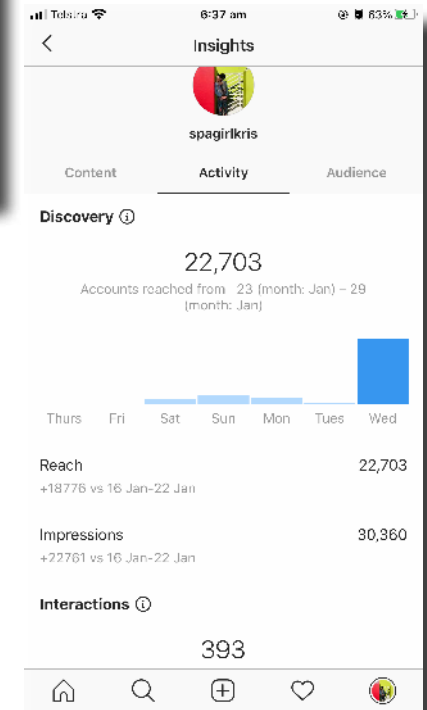 Telstra 6:37 am 63%
Insights
spagirlkris
Content Activity Audience
Discovery
22,703
Accounts reached from 23 (month: Jan) – 29
(month: Jan)
Thurs Fri Sat Sun Mon Tues Wed
Reach 22,703
+18776 vs 16 Jan-22 Jan
Impressions 30,360
+22761 vs 16 Jan-22 Jan
Interactions
393